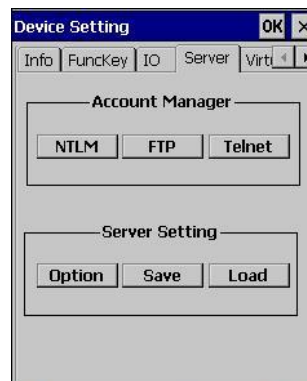 Device Setting OK ×
Info FuncKey IO Server
Account Manager
NTLM FTP Telnet
Server Setting
Option Save Load